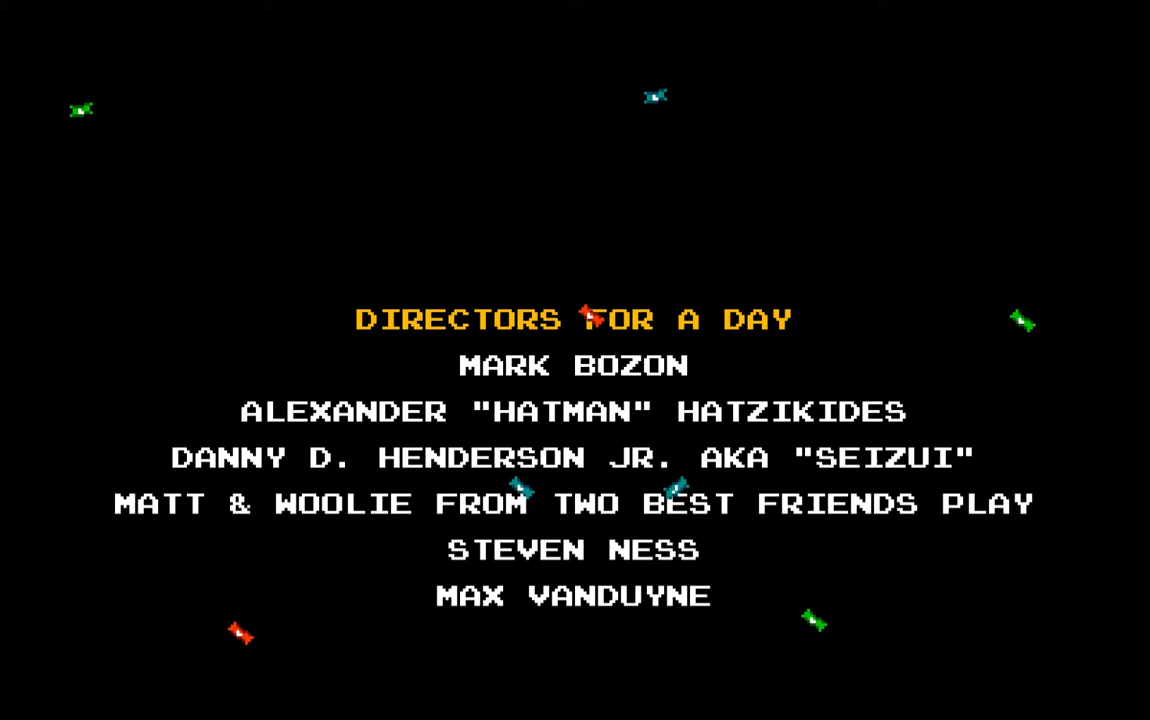 DIRECTORS FOR A DAY
MARK BOZON
ALEXANDER "HATMAN" HATZIKIDES
DANNY D. HENDERSON JR. AKA "SEIZUI"
MATT & WOOLIE FROM TWO BEST FRIENDS PLAY
STEVEN NESS
MAX VANDUYNE